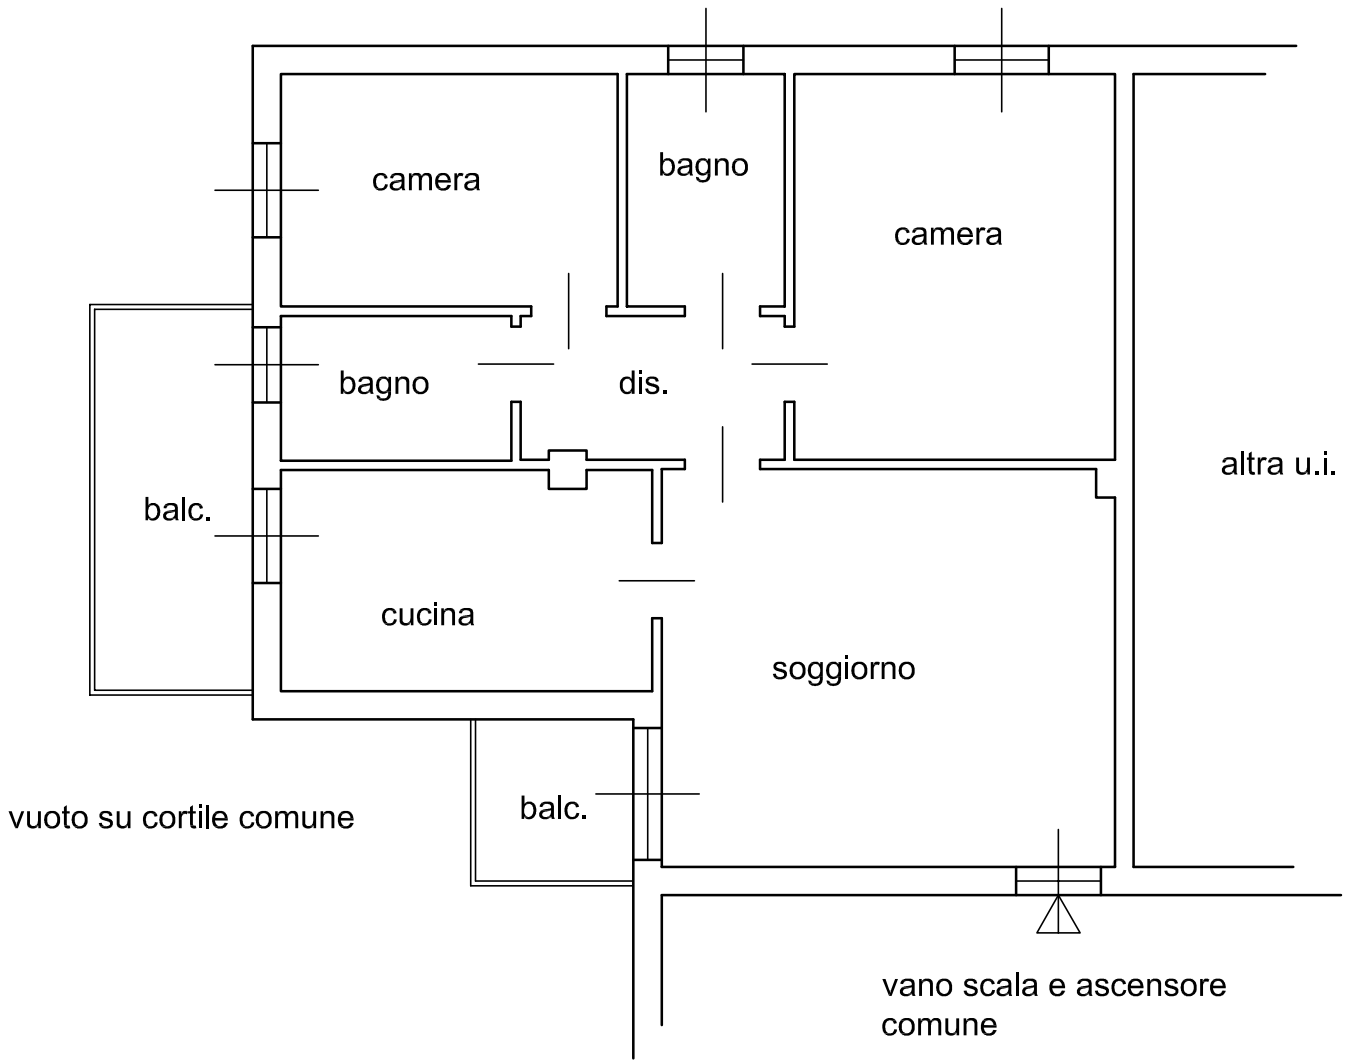 bagno
camera
camera
bagno
dis.
altra u.i.
balc.
cucina
soggiorno
balc.
vuoto su cortile comune
vano scala e ascensore
comune